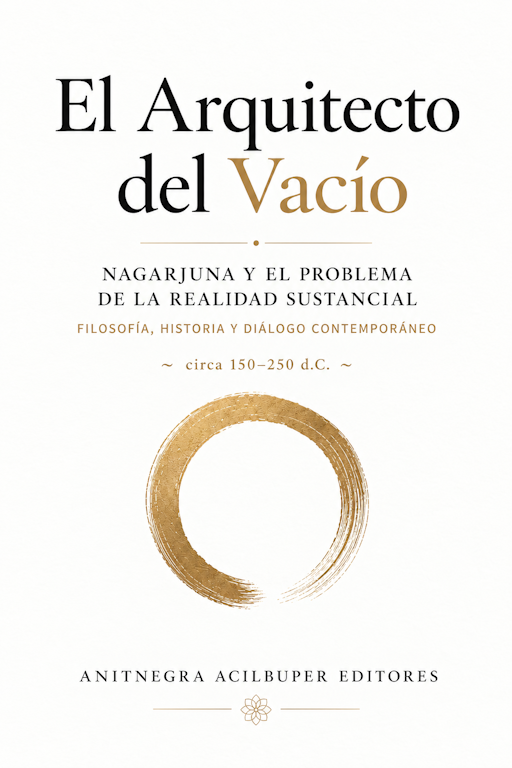 El Arquitecto
del Vacío
NAGARJUNA Y EL PROBLEMA
DE LA REALIDAD SUSTANCIAL
FILOSOFÍA, HISTORIA Y DIÁLOGO CONTEMPORÁNEO
~ circa 150–250 d.C. ~
ANITNEGRA ACILBUPER EDITORES